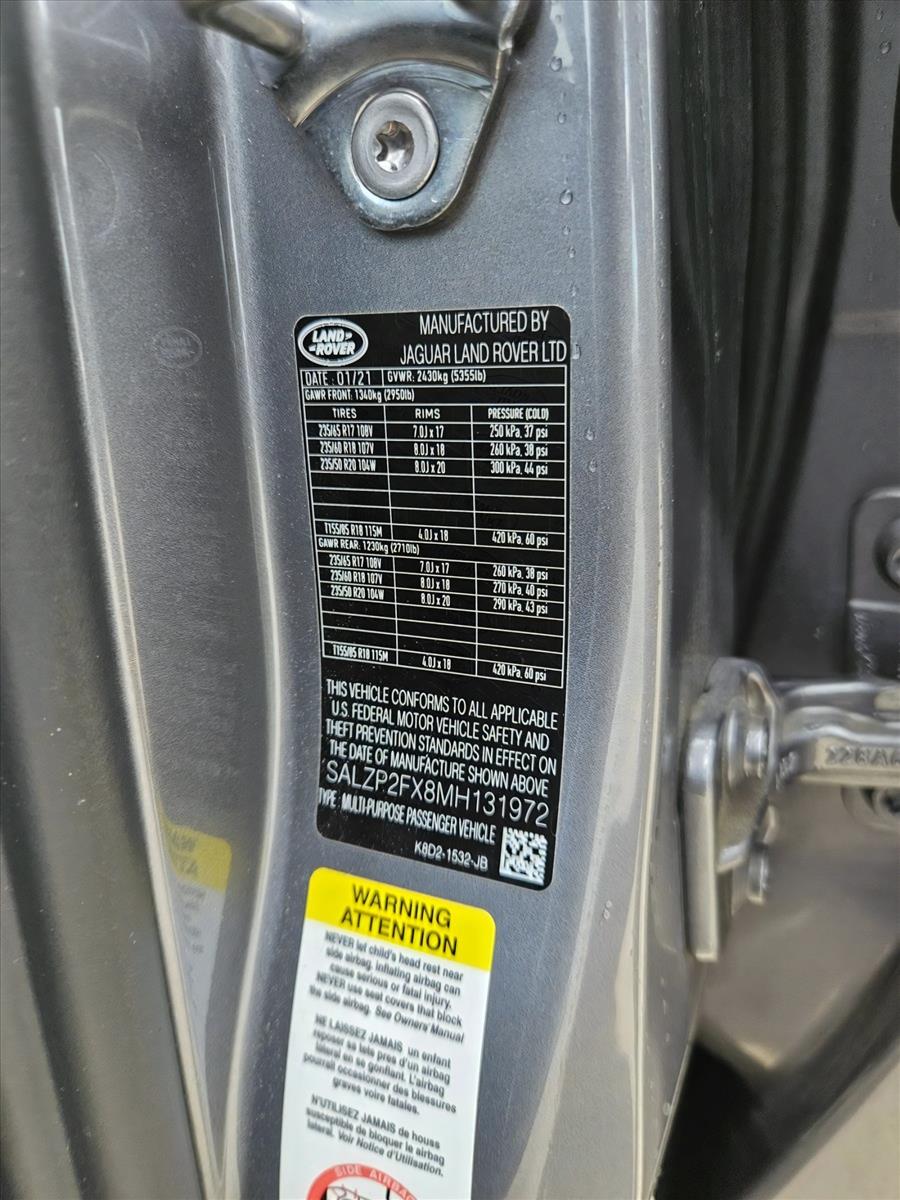 LAND ROVER
MANUFACTURED BY
JAGUAR LAND ROVER LTD
DATE : 01/21 GVWR: 2430kg (5355lb)
GAWR FRONT: 1340kg (2950lb)
TIRES RIMS PRESSURE (COLD)
235/65 R17 108V 7.0J x 17 250 kPa, 37 psi
235/60 R18 107V 8.0J x 18 260 kPa, 38 psi
235/50 R20 104W 8.0J x 20 300 kPa, 44 psi
T155/85 R18 115M 4.0J x 18 420 kPa, 60 psi
GAWR REAR: 1230kg (2710lb)
235/65 R17 108V 7.0J x 17 260 kPa, 38 psi
235/60 R18 107V 8.0J x 18 270 kPa, 40 psi
235/50 R20 104W 8.0J x 20 290 kPa, 43 psi
T155/85 R18 115M 4.0J x 18 420 kPa, 60 psi
THIS VEHICLE CONFORMS TO ALL APPLICABLE
U.S. FEDERAL MOTOR VEHICLE SAFETY AND
THEFT PREVENTION STANDARDS IN EFFECT ON
THE DATE OF MANUFACTURE SHOWN ABOVE
SALZP2FX8MH131972
TYPE : MULTI-PURPOSE PASSENGER VEHICLE
K8D2-1532-JB
WARNING
ATTENTION
NEVER let child's head rest near
side airbag. Inflating airbag can
cause serious or fatal injury.
NEVER use seat covers that block
the side airbag. See Owners' Manual
NE LAISSEZ JAMAIS un enfant
reposer sa tete pres d'un airbag
lateral en se gonflant. L'airbag
pourrait occasionner des blessures
graves voire fatales.
N'UTILISEZ JAMAIS de houss
susceptible de bloquer le airbag
lateral. Voir Notice d'Utilisation.
SIDE AIRBAG